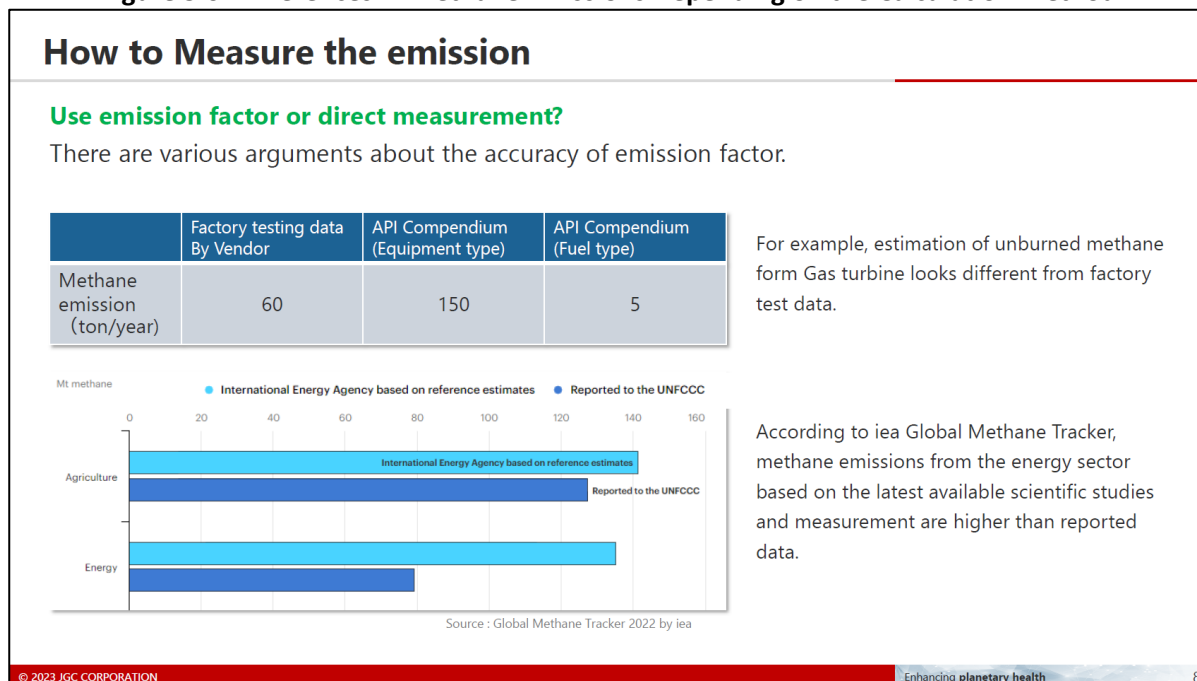 How to Measure the emission
Use emission factor or direct measurement?
There are various arguments about the accuracy of emission factor.
Factory testing data
By Vendor
API Compendium
(Equipment type)
API Compendium
(Fuel type)
Methane
emission
（ton/year)
60
150
5
For example, estimation of unburned methane
form Gas turbine looks different from factory
test data.
Mt methane
International Energy Agency based on reference estimates
Reported to the UNFCCC
0 20 40 60 80 100 120 140 160
Agriculture
International Energy Agency based on reference estimates
Reported to the UNFCCC
Energy
Source : Global Methane Tracker 2022 by iea
According to iea Global Methane Tracker,
methane emissions from the energy sector
based on the latest available scientific studies
and measurement are higher than reported
data.
© 2023 JGC CORPORATION
Enhancing planetary health